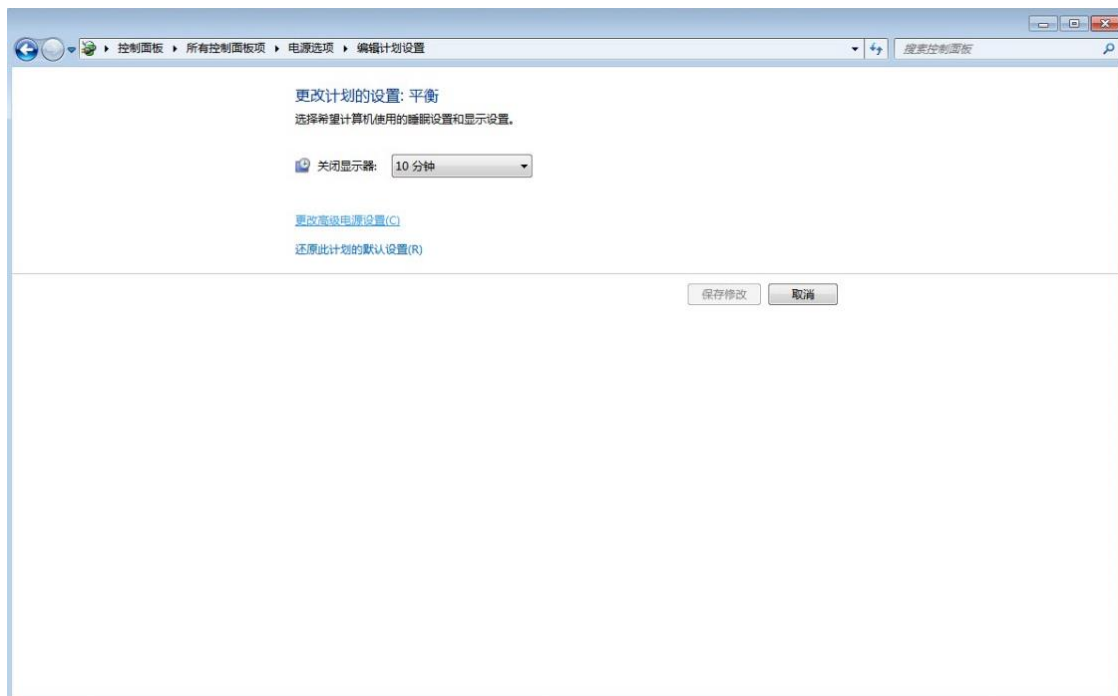 控制面板 ▸ 所有控制面板项 ▸ 电源选项 ▸ 编辑计划设置
搜索控制面板
更改计划的设置: 平衡
选择希望计算机使用的睡眠设置和显示设置。
关闭显示器: 10 分钟
更改高级电源设置(C)
还原此计划的默认设置(R)
保存修改 取消